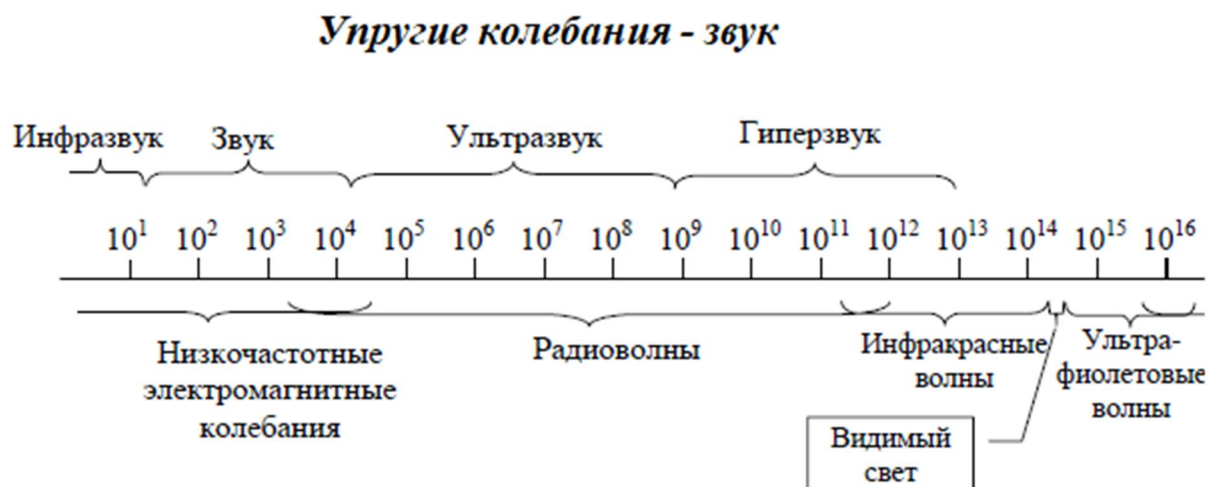 Упругие колебания - звук
Инфразвук Звук Ультразвук Гиперзвук
10¹ 10² 10³ 10⁴ 10⁵ 10⁶ 10⁷ 10⁸ 10⁹ 10¹⁰ 10¹¹ 10¹² 10¹³ 10¹⁴ 10¹⁵ 10¹⁶
Низкочастотные
электромагнитные
колебания
Радиоволны
Инфракрасные
волны
Ультра-
фиолетовые
волны
Видимый
свет